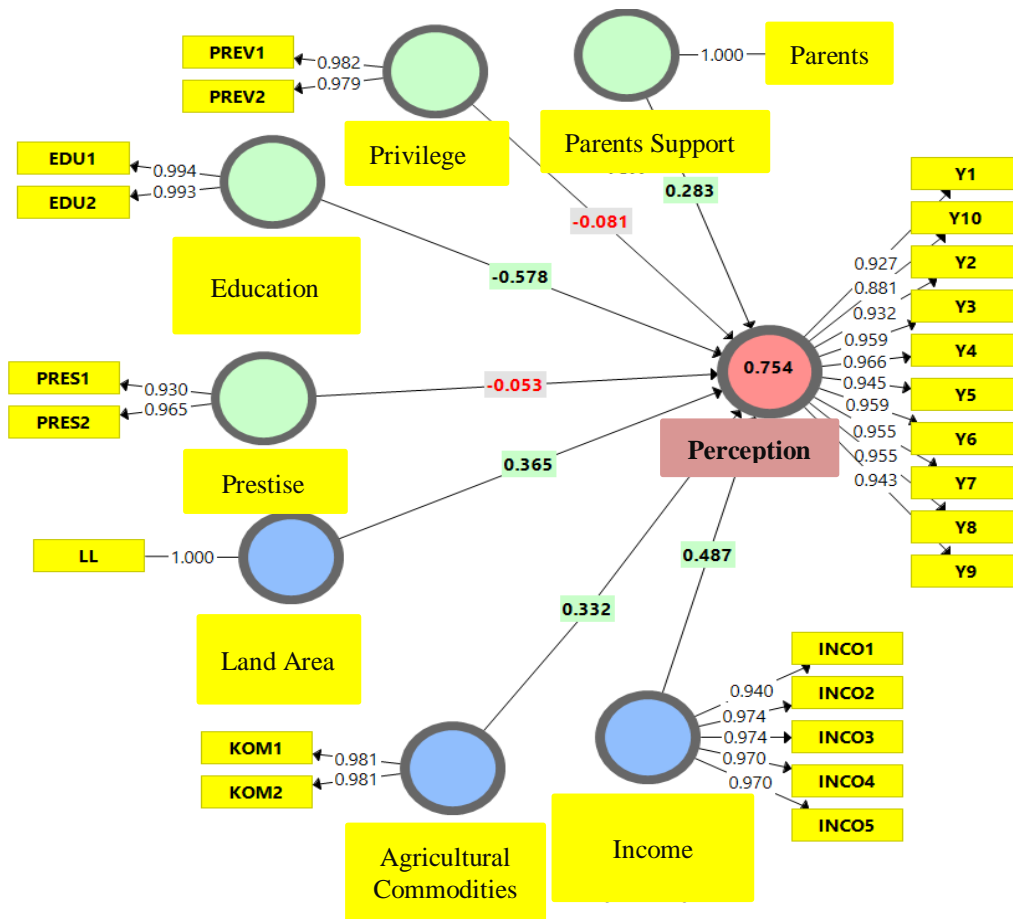 PREV1
0.982
PREV2
0.979
Privilege
1.000
Parents
Parents Support
0.283
-0.081
EDU1
0.994
EDU2
0.993
Education
-0.578
PRES1
0.930
PRES2
0.965
Prestise
-0.053
0.754
Perception
Y1
Y10
Y2
Y3
Y4
Y5
Y6
Y7
Y8
Y9
0.927
0.881
0.932
0.959
0.966
0.945
0.959
0.955
0.955
0.943
LL
1.000
Land Area
0.365
KOM1
0.981
KOM2
0.981
Agricultural
Commodities
0.332
0.487
Income
INCO1
INCO2
INCO3
INCO4
INCO5
0.940
0.974
0.974
0.970
0.970